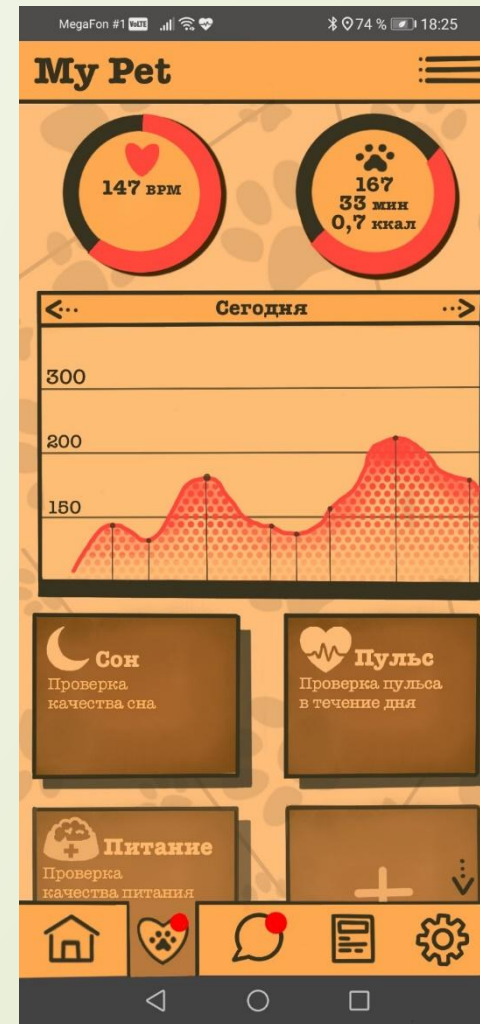 MegaFon #1 VoLTE 74 % 18:25
My Pet
147 BPM
167
33 мин
0,7 ккал
<·· Сегодня ··>
300
200
150
Сон
Проверка
качества сна
Пульс
Проверка пульса
в течение дня
Питание
Проверка
качества питания
+